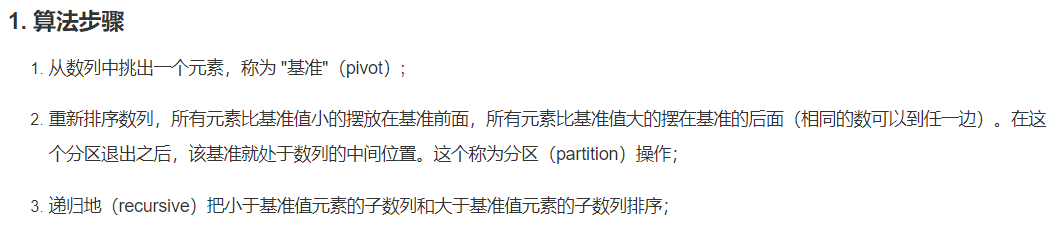 1. 算法步骤
1. 从数列中挑出一个元素，称为 "基准"（pivot）;
2. 重新排序数列，所有元素比基准值小的摆放在基准前面，所有元素比基准值大的摆在基准的后面（相同的数可以到任一边）。在这
个分区退出之后，该基准就处于数列的中间位置。这个称为分区（partition）操作；
3. 递归地（recursive）把小于基准值元素的子数列和大于基准值元素的子数列排序；